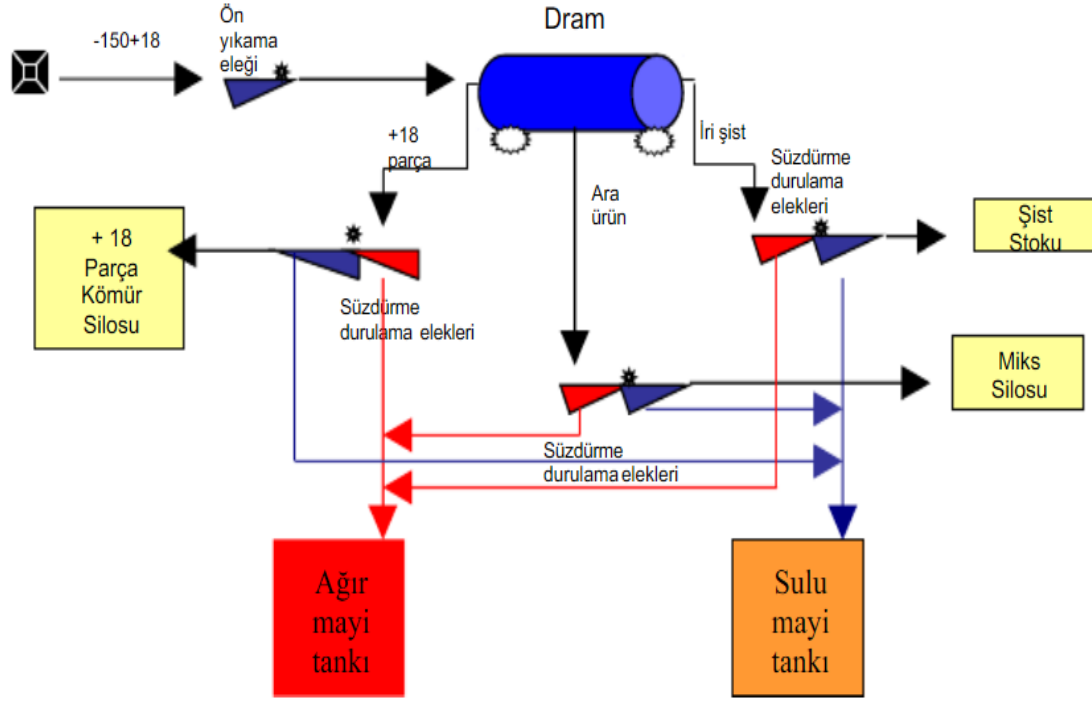 Dram
-150+18
Ön
yıkama
eleği
+18
parça
Ara
ürün
İri şist
Süzdürme
durulama
elekleri
+ 18
Parça
Kömür
Silosu
Süzdürme
durulama elekleri
Şist
Stoku
Miks
Silosu
Süzdürme
durulama elekleri
Ağır
mayi
tankı
Sulu
mayi
tankı